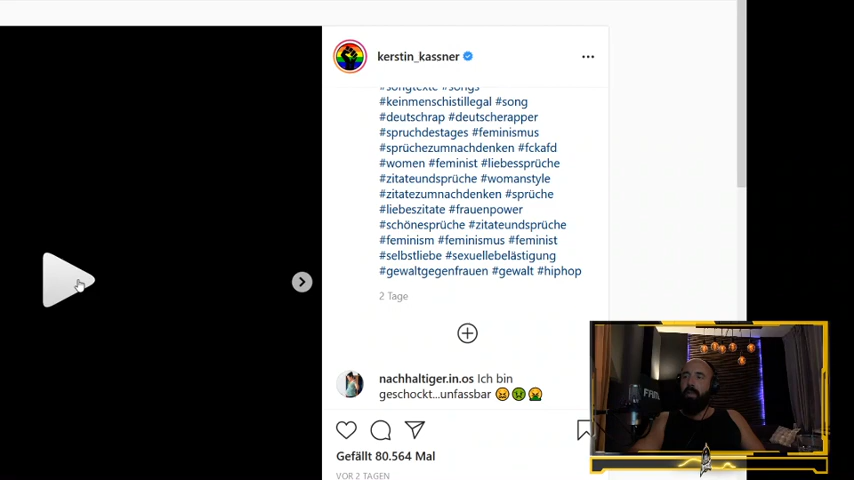 kerstin_kassner
#songtexte #songs
#keinmenschistillegal #song
#deutschrap #deutscherapper
#spruchdestages #feminismus
#sprüchezumnachdenken #fckafd
#women #feminist #liebessprüche
#zitateundsprüche #womanstyle
#zitatezumnachdenken #sprüche
#liebeszitate #frauenpower
#schönesprüche #zitateundsprüche
#feminism #feminismus #feminist
#selbstliebe #sexuellebelästigung
#gewaltgegenfrauen #gewalt #hiphop
2 Tage
nachhaltiger.in.os Ich bin
geschockt...unfassbar 😖🤢🤮
Gefällt 80.564 Mal
VOR 2 TAGEN